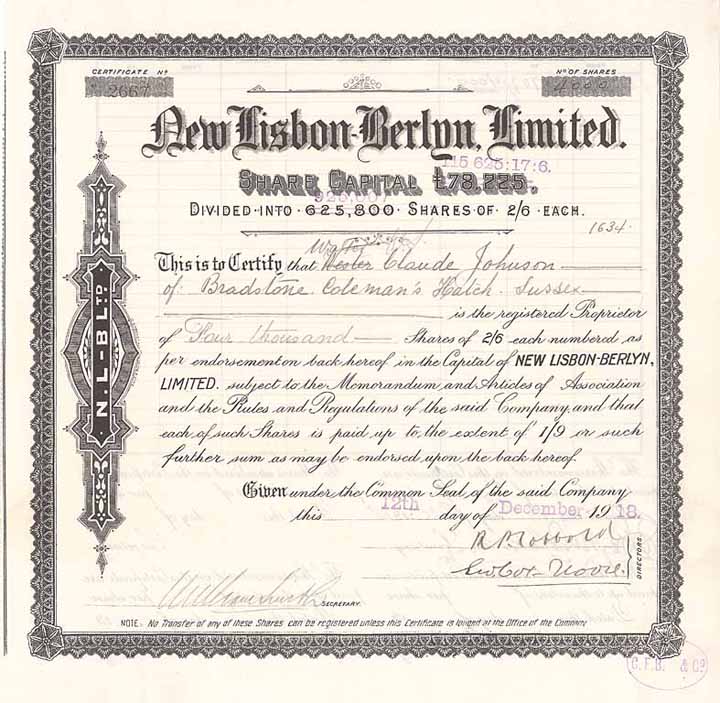 CERTIFICATE Nº
2667
Nº OF SHARES
4000
New Lisbon-Berlyn, Limited.
115 625:17:6.
SHARE CAPITAL £78,225.
925,007
DIVIDED INTO 625,800 SHARES OF 2/6 EACH.
1634.
This is to Certify that Claude Johnson
of Bradstone Coleman's Hatch Sussex
is the registered Proprietor
of Four thousand Shares of 2/6 each numbered as
per endorsement on back hereof in the Capital of NEW LISBON-BERLYN,
LIMITED. subject to the Memorandum and Articles of Association
and the Rules and Regulations of the said Company, and that
each of such Shares is paid up to the extent of 1/9 or such
further sum as may be endorsed upon the back hereof
Given under the Common Seal of the said Company
this 12th day of December 1918.
DIRECTORS.
SECRETARY.
NOTE:. No Transfer of any of these Shares can be registered unless this Certificate is lodged at the Office of the Company
N. L-B LTD
C.F.B. & Cº